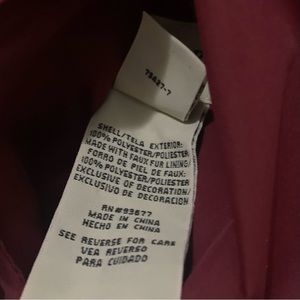 78427-7
SHELL/TELA EXTERIOR:
100% POLYESTER/POLIESTER
MADE WITH FAUX FUR LINING/
FORRO DE PIEL DE FAUX:
100% POLYESTER/POLIESTER
EXCLUSIVE OF DECORATION/
EXCLUSIVO DE DECORACION
RN#93677
MADE IN CHINA
HECHO EN CHINA
SEE REVERSE FOR CARE
VEA REVERSO
PARA CUIDADO